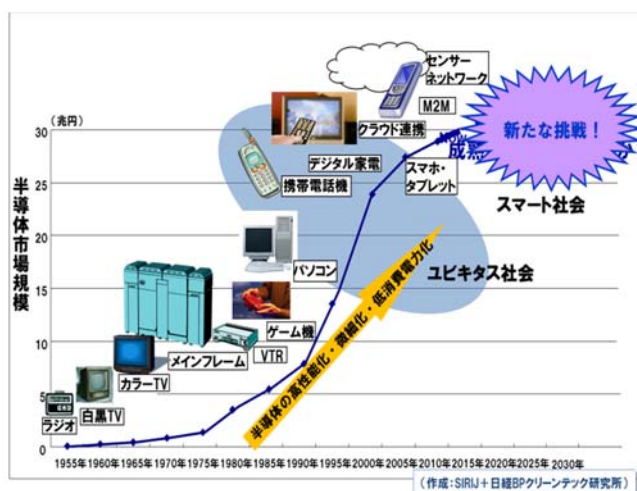 (兆円)
半導体市場規模
30
25
20
15
10
5
0
センサー
ネットワーク
M2M
クラウド連携
新たな挑戦！
成熟
デジタル家電
スマホ・
タブレット
携帯電話機
スマート社会
ユビキタス社会
パソコン
ゲーム機
VTR
メインフレーム
カラーTV
白黒TV
ラジオ
半導体の高性能化・微細化・低消費電力化
1955年 1960年 1965年 1970年 1975年 1980年 1985年 1990年 1995年 2000年 2005年 2010年 2015年 2020年 2025年 2030年
(作成：SIRIJ＋日経BPクリーンテック研究所)